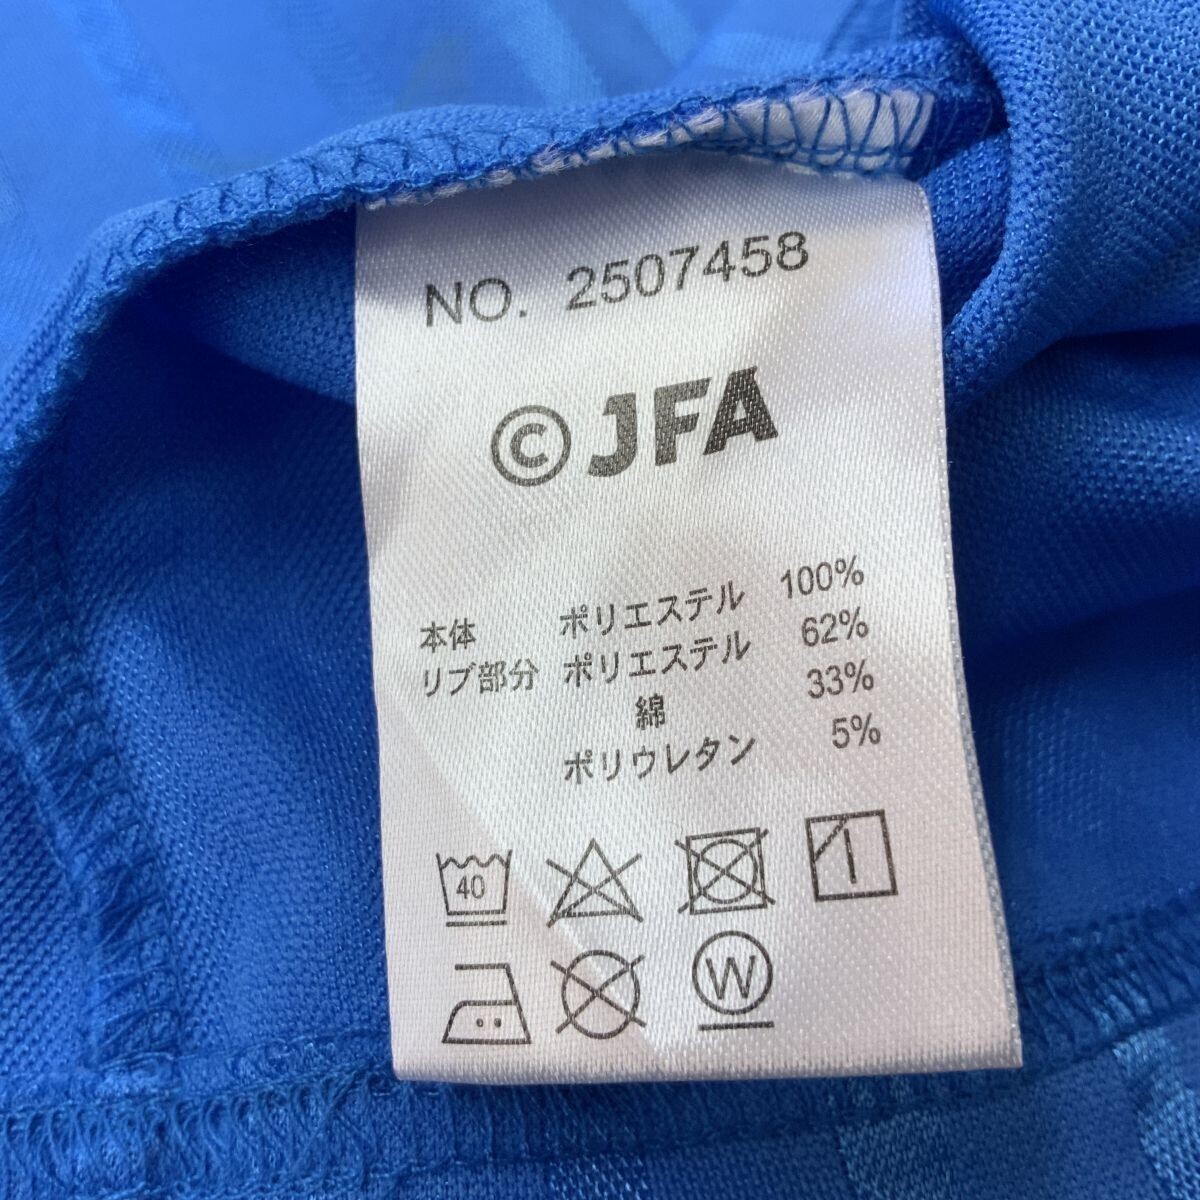 NO. 2507458
©JFA
本体 ポリエステル 100%
リブ部分 ポリエステル 62%
綿 33%
ポリウレタン 5%
40
W